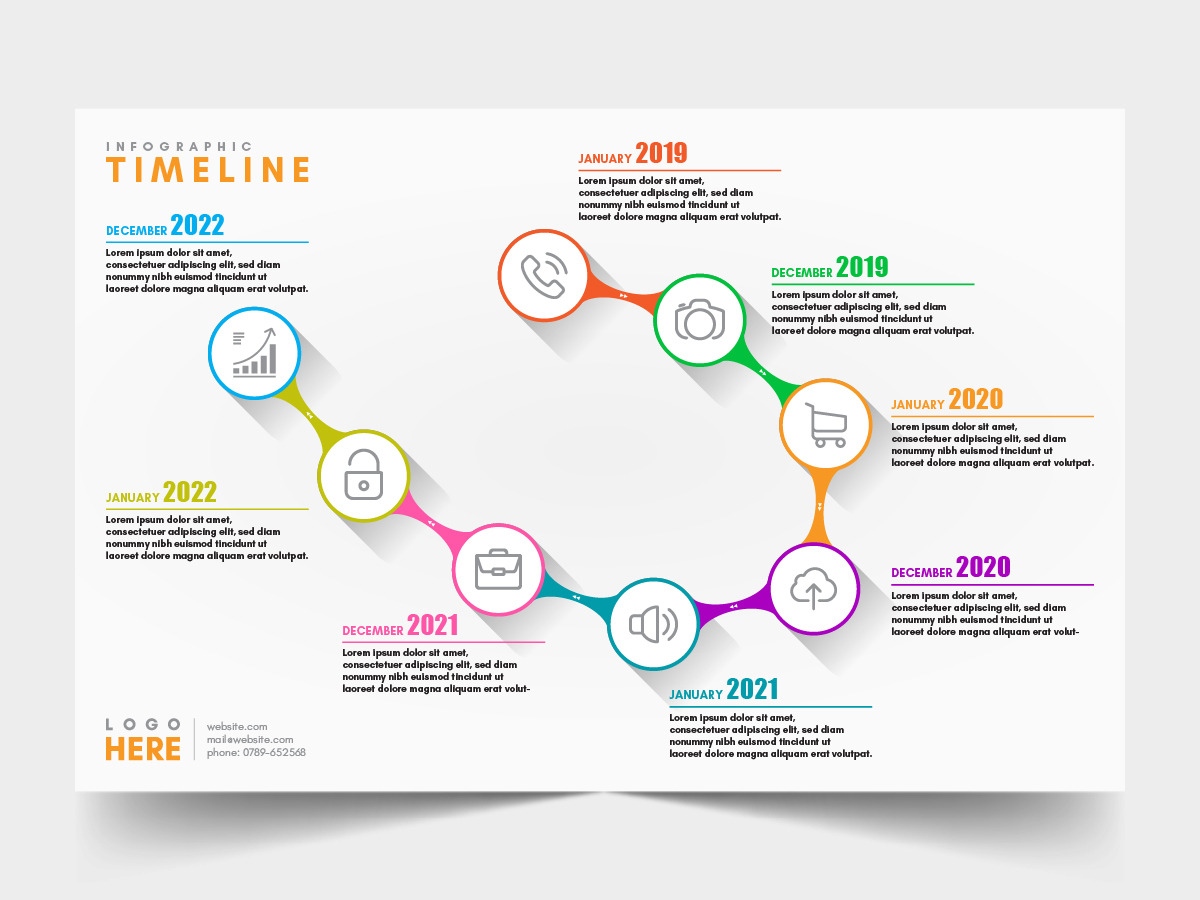 INFOGRAPHIC
TIMELINE
JANUARY 2019
Lorem ipsum dolor sit amet,
consectetuer adipiscing elit, sed diam
nonummy nibh euismod tincidunt ut
laoreet dolore magna aliquam erat volutpat.
DECEMBER 2019
Lorem ipsum dolor sit amet,
consectetuer adipiscing elit, sed diam
nonummy nibh euismod tincidunt ut
laoreet dolore magna aliquam erat volutpat.
JANUARY 2020
Lorem ipsum dolor sit amet,
consectetuer adipiscing elit, sed diam
nonummy nibh euismod tincidunt ut
laoreet dolore magna aliquam erat volutpat.
DECEMBER 2020
Lorem ipsum dolor sit amet,
consectetuer adipiscing elit, sed diam
nonummy nibh euismod tincidunt ut
laoreet dolore magna aliquam erat volut-
JANUARY 2021
Lorem ipsum dolor sit amet,
consectetuer adipiscing elit, sed diam
nonummy nibh euismod tincidunt ut
laoreet dolore magna aliquam erat volutpat.
DECEMBER 2021
Lorem ipsum dolor sit amet,
consectetuer adipiscing elit, sed diam
nonummy nibh euismod tincidunt ut
laoreet dolore magna aliquam erat volut-
JANUARY 2022
Lorem ipsum dolor sit amet,
consectetuer adipiscing elit, sed diam
nonummy nibh euismod tincidunt ut
laoreet dolore magna aliquam erat volutpat.
DECEMBER 2022
Lorem ipsum dolor sit amet,
consectetuer adipiscing elit, sed diam
nonummy nibh euismod tincidunt ut
laoreet dolore magna aliquam erat volutpat.
LOGO
HERE
website.com
mail@website.com
phone: 0789-652568